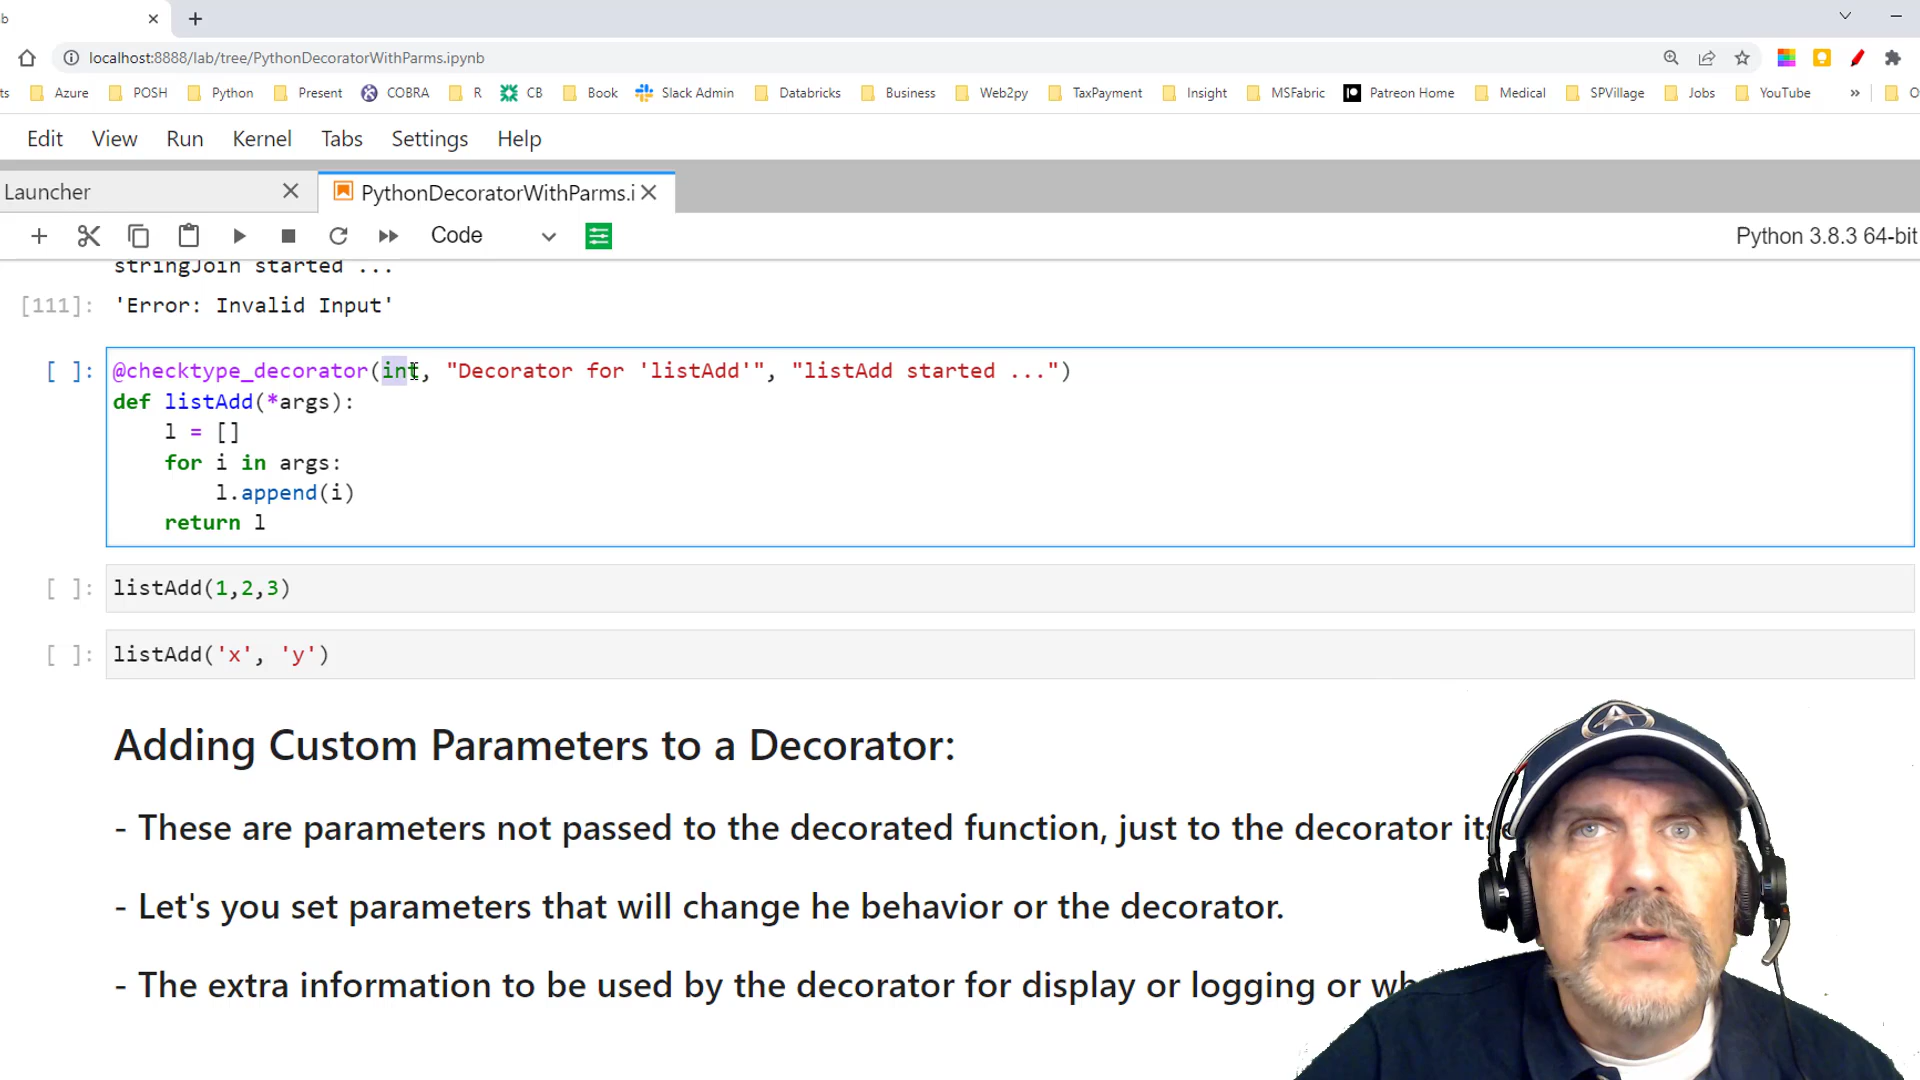 b
localhost:8888/lab/tree/PythonDecoratorWithParms.ipynb
ts Azure POSH Python Present COBRA R CB Book Slack Admin Databricks Business Web2py TaxPayment Insight MSFabric Patreon Home Medical SPVillage Jobs YouTube » O
Edit View Run Kernel Tabs Settings Help
Launcher PythonDecoratorWithParms.i
Code Python 3.8.3 64-bit
stringJoin started ...
[111]: 'Error: Invalid Input'
[ ]: @checktype_decorator(int, "Decorator for 'listAdd'", "listAdd started ...")
def listAdd(*args):
l = []
for i in args:
l.append(i)
return l
[ ]: listAdd(1,2,3)
[ ]: listAdd('x', 'y')
Adding Custom Parameters to a Decorator:
- These are parameters not passed to the decorated function, just to the decorator itse
- Let's you set parameters that will change he behavior or the decorator.
- The extra information to be used by the decorator for display or logging or wh